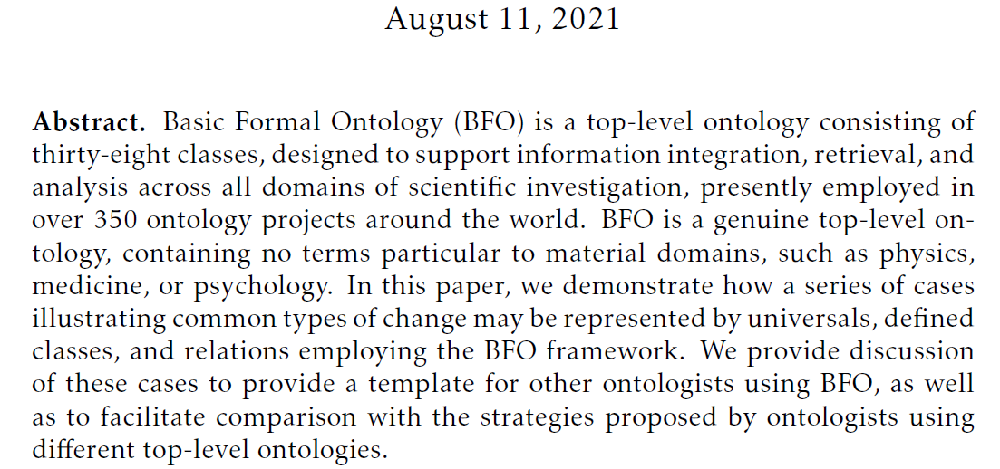 August 11, 2021
Abstract. Basic Formal Ontology (BFO) is a top-level ontology consisting of
thirty-eight classes, designed to support information integration, retrieval, and
analysis across all domains of scientific investigation, presently employed in
over 350 ontology projects around the world. BFO is a genuine top-level on-
tology, containing no terms particular to material domains, such as physics,
medicine, or psychology. In this paper, we demonstrate how a series of cases
illustrating common types of change may be represented by universals, defined
classes, and relations employing the BFO framework. We provide discussion
of these cases to provide a template for other ontologists using BFO, as well
as to facilitate comparison with the strategies proposed by ontologists using
different top-level ontologies.